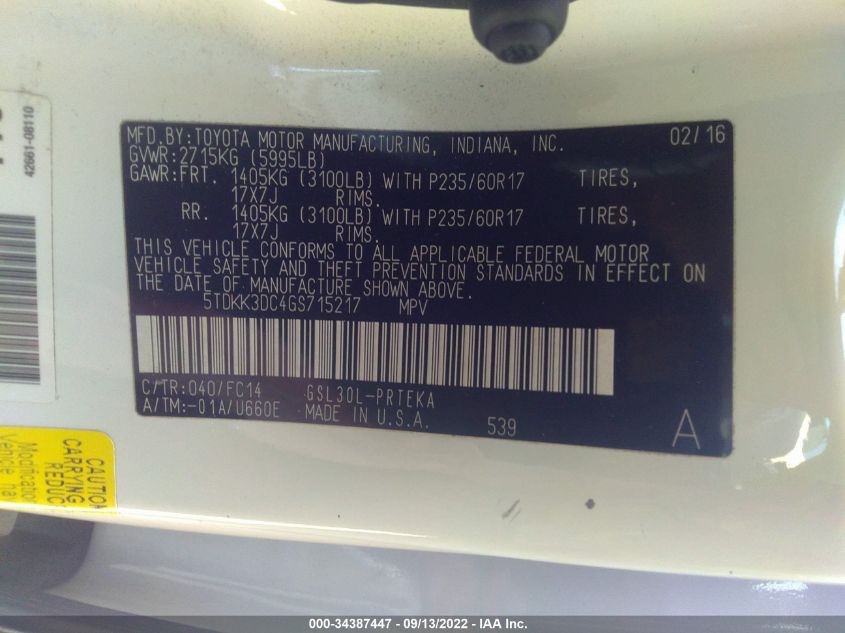 42661-08110
MFD.BY:TOYOTA MOTOR MANUFACTURING, INDIANA, INC. 02/16
GVWR:2715KG (5995LB)
GAWR:FRT. 1405KG (3100LB) WITH P235/60R17 TIRES,
17X7J RIMS.
RR. 1405KG (3100LB) WITH P235/60R17 TIRES,
17X7J RIMS.
THIS VEHICLE CONFORMS TO ALL APPLICABLE FEDERAL MOTOR
VEHICLE SAFETY AND THEFT PREVENTION STANDARDS IN EFFECT ON
THE DATE OF MANUFACTURE SHOWN ABOVE.
5TDKK3DC4GS715217 MPV
C/TR:040/FC14 GSL30L-PRTEKA
A/TM:-01A/U660E MADE IN U.S.A. 539 A
CAUTION
CARRYING
REDUC
Modificatio
vehicle ha
000-34387447 - 09/13/2022 - IAA Inc.